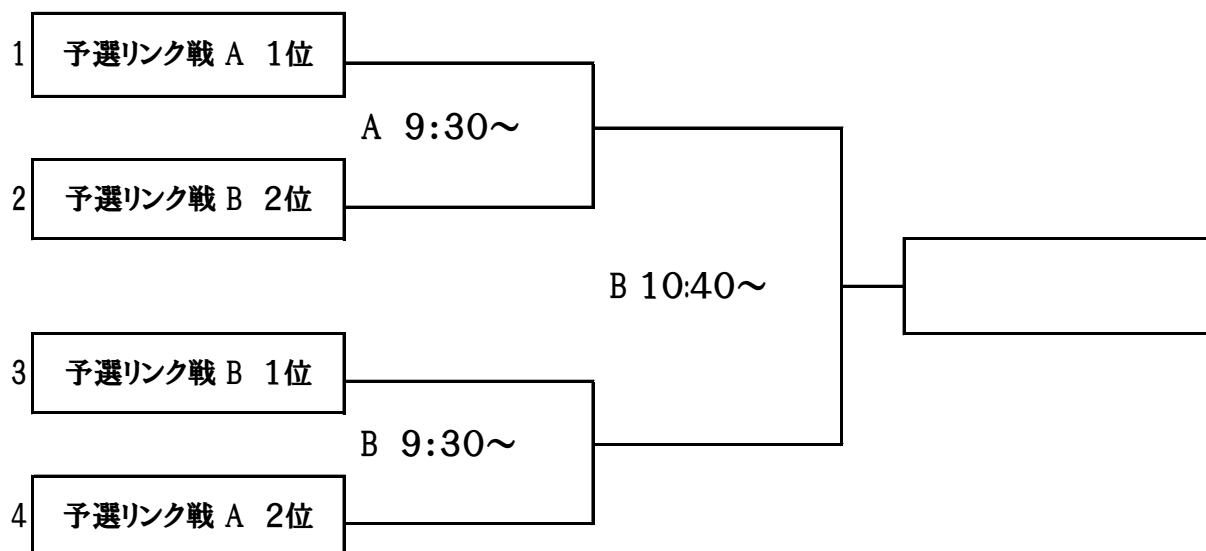 1 予選リンク戦 A 1位
A 9:30～
2 予選リンク戦 B 2位
B 10:40～
3 予選リンク戦 B 1位
B 9:30～
4 予選リンク戦 A 2位